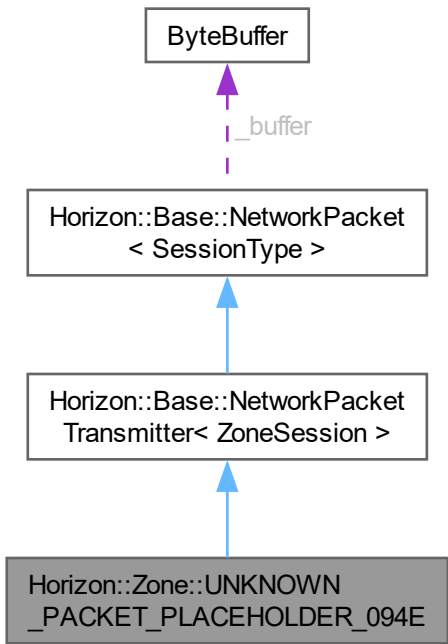 ByteBuffer
_buffer
Horizon::Base::NetworkPacket
< SessionType >
Horizon::Base::NetworkPacket
Transmitter< ZoneSession >
Horizon::Zone::UNKNOWN
_PACKET_PLACEHOLDER_094E